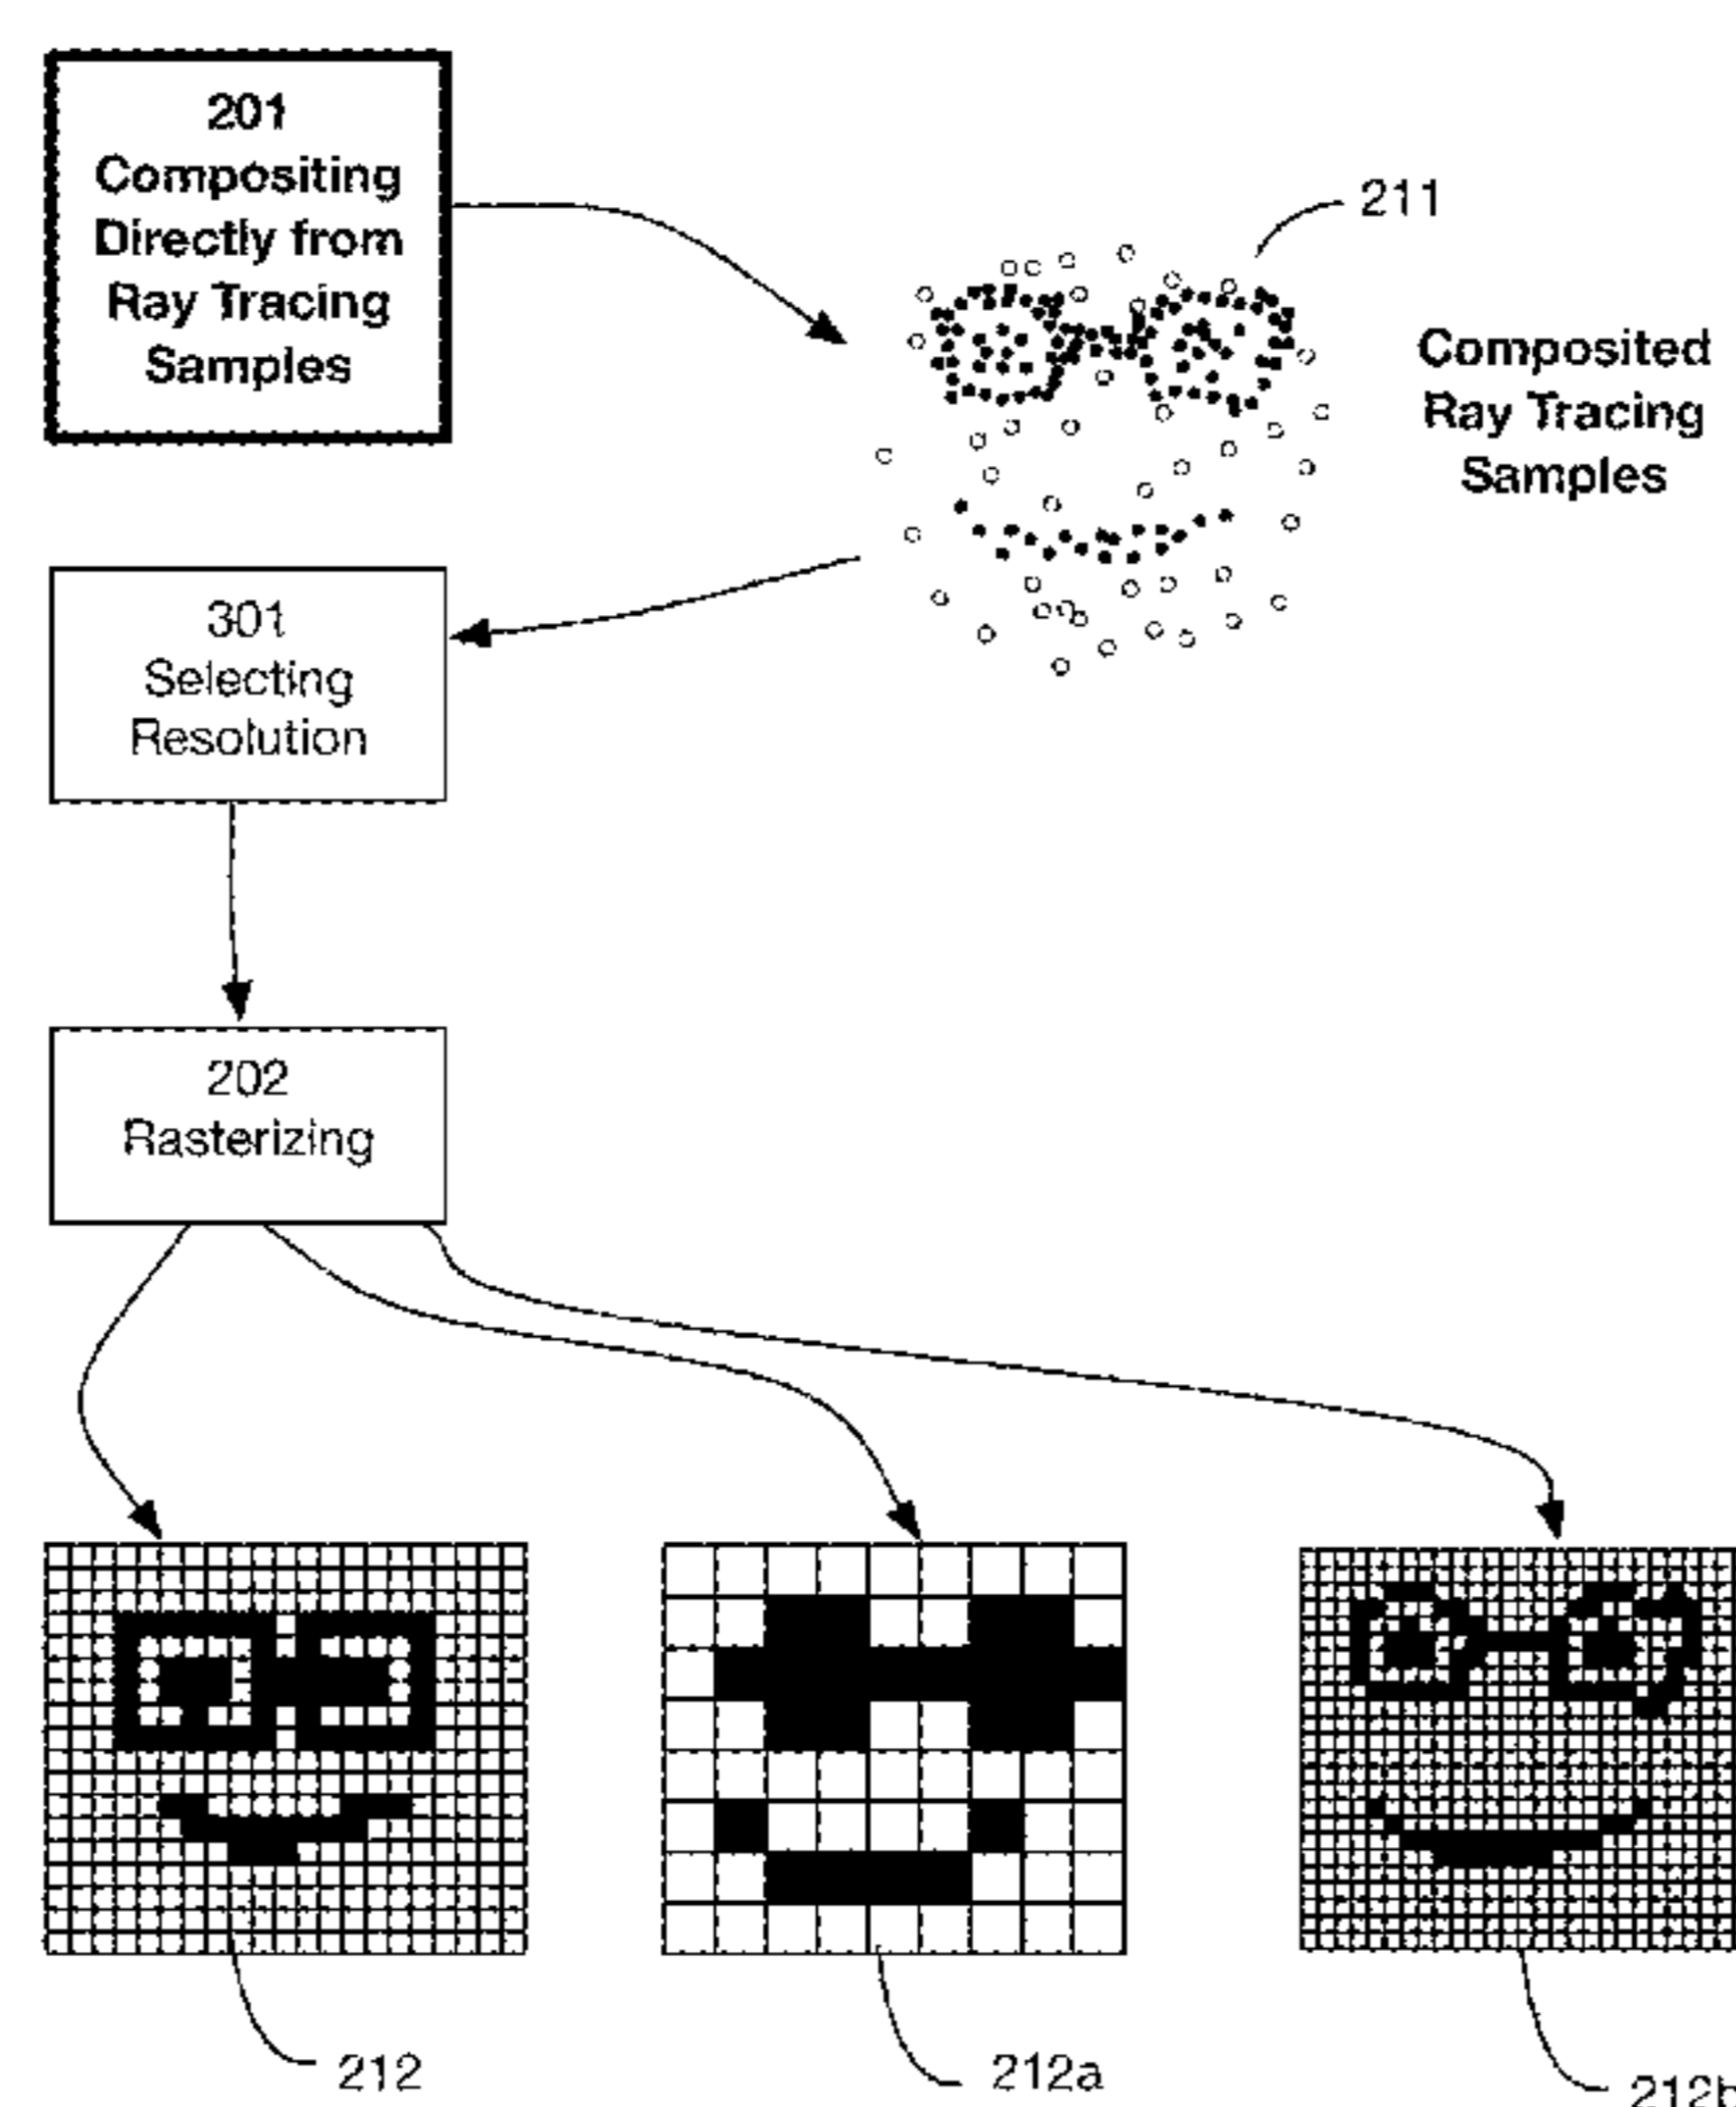 201
Compositing
Directly from
Ray Tracing
Samples
211
Composited
Ray Tracing
Samples
301
Selecting
Resolution
202
Rasterizing
212
212a
212b